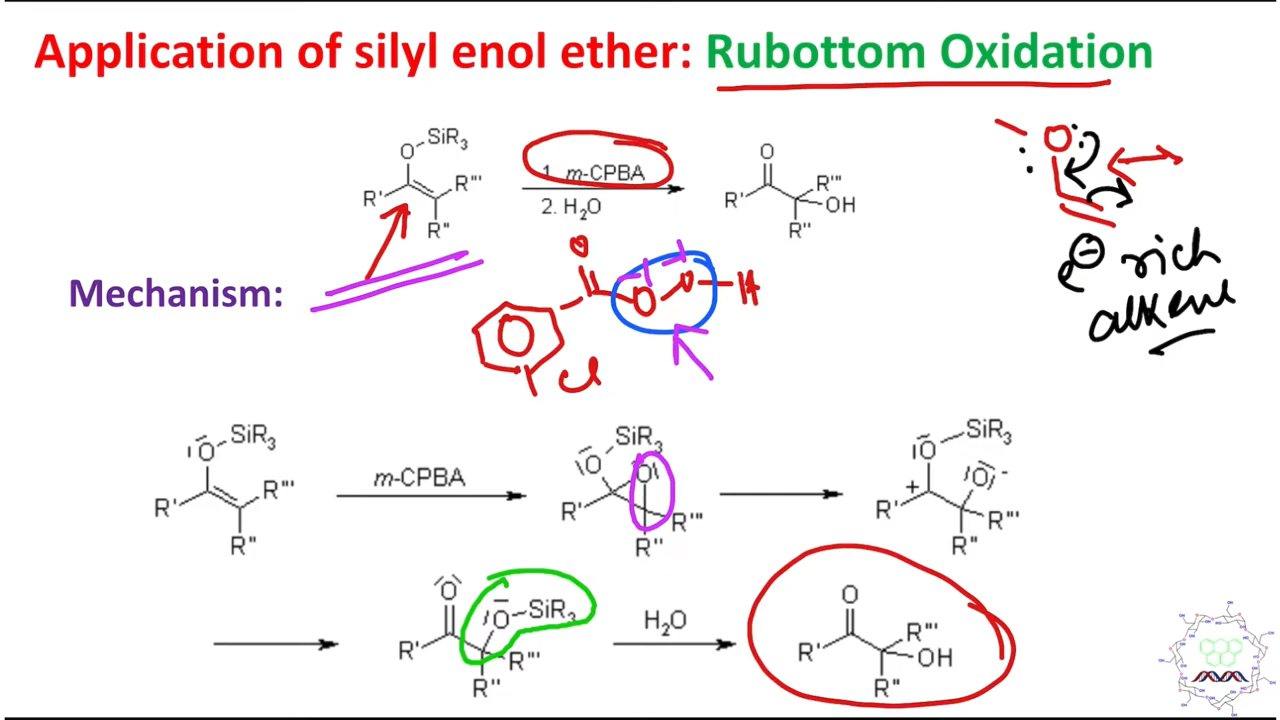 Application of silyl enol ether: Rubottom Oxidation
O SiR3
R' R''' R''
1. m-CPBA
2. H2O
O
R' R''' OH R''
O
e⊖ rich
alkene
Mechanism:
O
O O H
O
Cl
O SiR3
R' R''' R''
m-CPBA
O SiR3 O
R' R''' R''
O SiR3 O -
+ R' R''' R''
O O SiR3
R' R''' R''
H2O
O
R' R''' OH R''